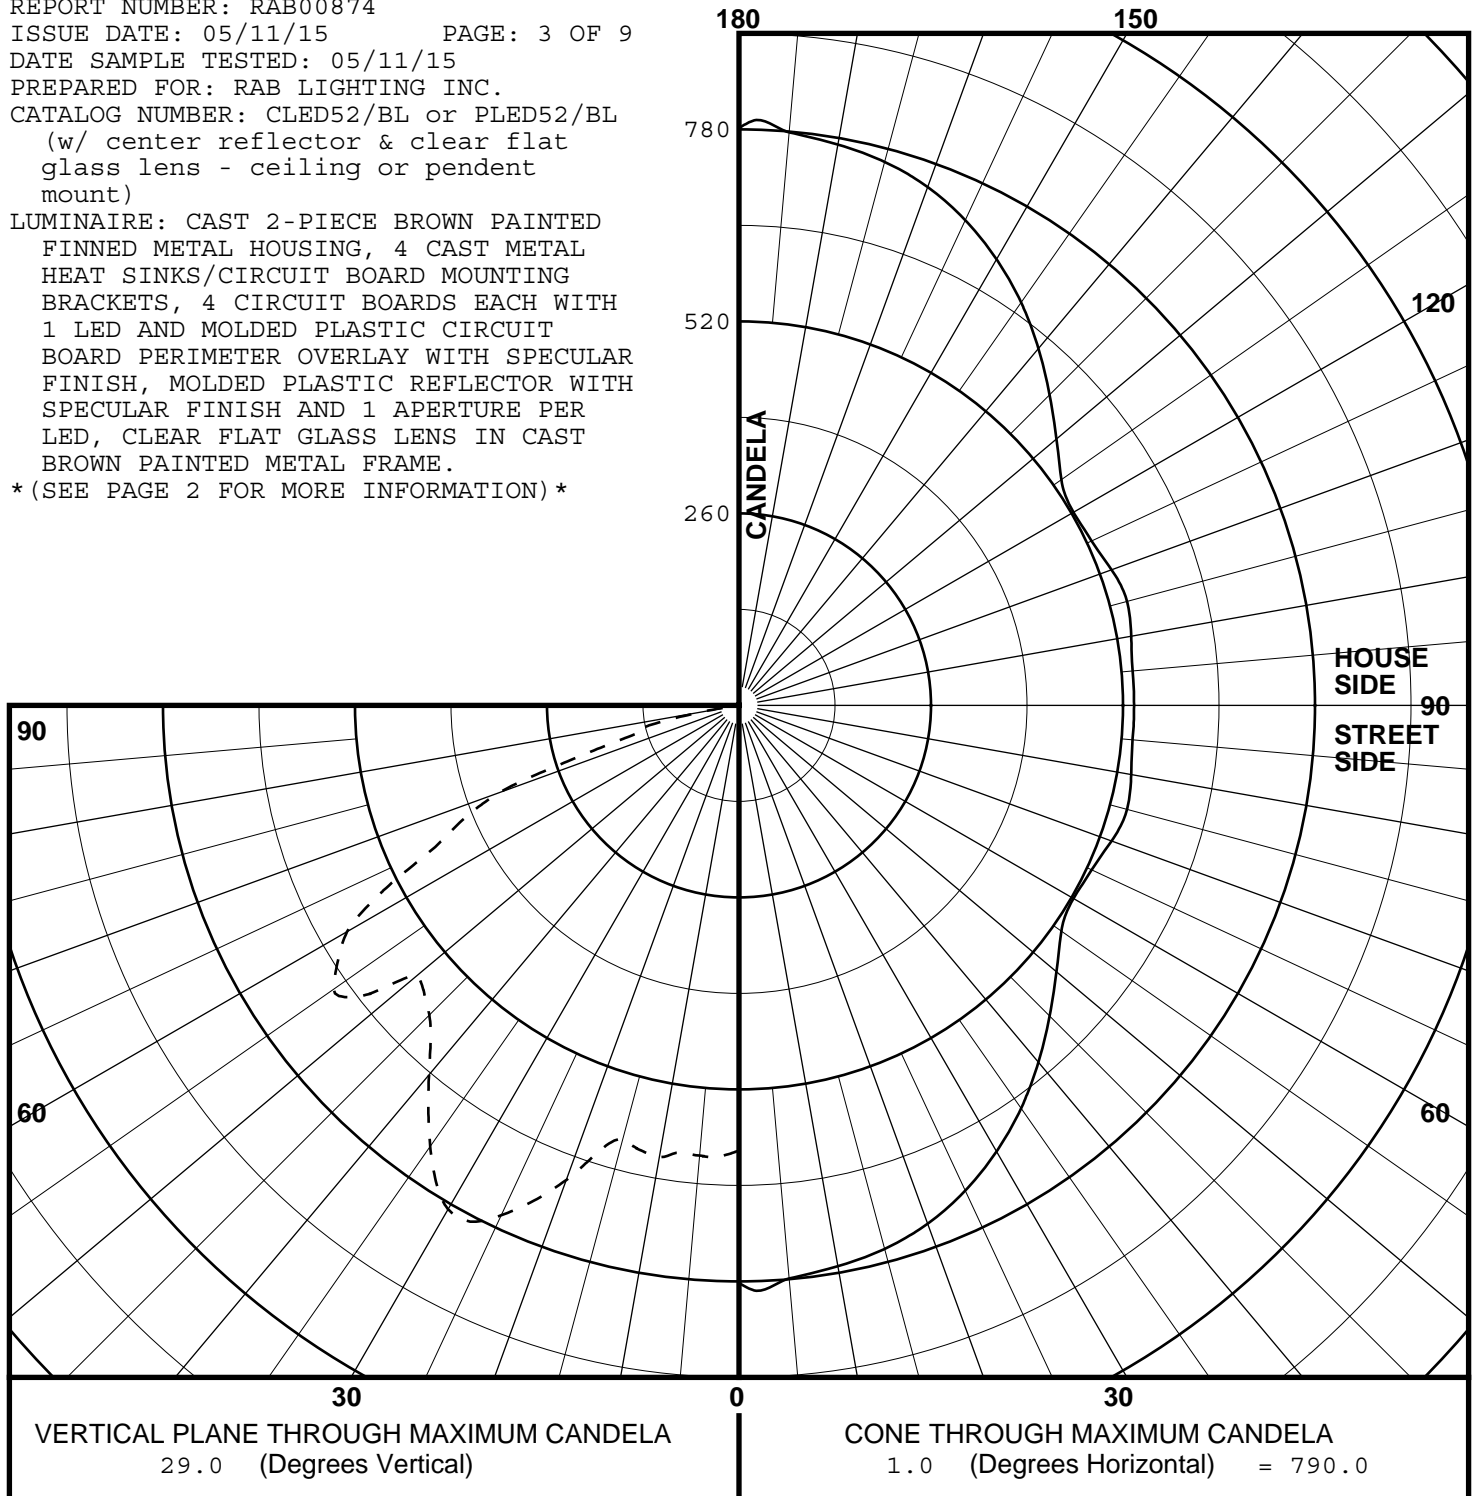 REPORT NUMBER: RAB00874
ISSUE DATE: 05/11/15 PAGE: 3 OF 9
DATE SAMPLE TESTED: 05/11/15
PREPARED FOR: RAB LIGHTING INC.
CATALOG NUMBER: CLED52/BL or PLED52/BL
(w/ center reflector & clear flat
glass lens - ceiling or pendent
mount)
LUMINAIRE: CAST 2-PIECE BROWN PAINTED
FINNED METAL HOUSING, 4 CAST METAL
HEAT SINKS/CIRCUIT BOARD MOUNTING
BRACKETS, 4 CIRCUIT BOARDS EACH WITH
1 LED AND MOLDED PLASTIC CIRCUIT
BOARD PERIMETER OVERLAY WITH SPECULAR
FINISH, MOLDED PLASTIC REFLECTOR WITH
SPECULAR FINISH AND 1 APERTURE PER
LED, CLEAR FLAT GLASS LENS IN CAST
BROWN PAINTED METAL FRAME.
*(SEE PAGE 2 FOR MORE INFORMATION)*
180
150
780
120
520
CANDELA
260
HOUSE
SIDE
90
90
STREET
SIDE
60
60
30
0
30
VERTICAL PLANE THROUGH MAXIMUM CANDELA
29.0 (Degrees Vertical)
CONE THROUGH MAXIMUM CANDELA
1.0 (Degrees Horizontal) = 790.0